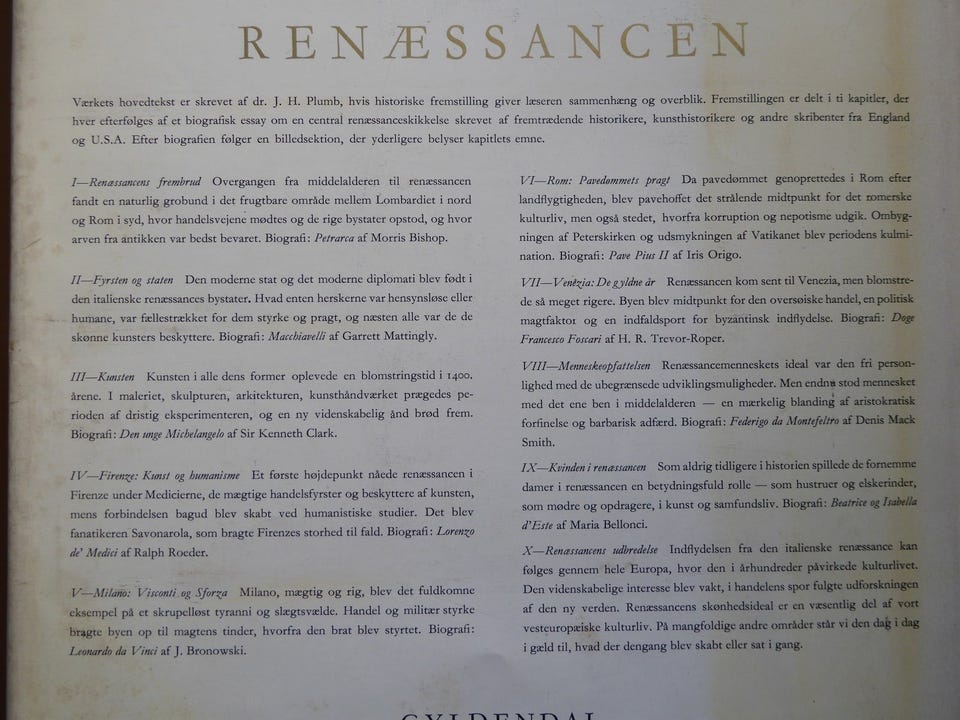 RENÆSSANCEN
Værkets hovedtekst er skrevet af dr. J. H. Plumb, hvis historiske fremstilling giver læseren sammenhæng og overblik. Fremstillingen er delt i ti kapitler, der
hver efterfølges af et biografisk essay om en central renæssanceskikkelse skrevet af fremtrædende historikere, kunsthistorikere og andre skribenter fra England
og U.S.A. Efter biografien følger en billedsektion, der yderligere belyser kapitlets emne.
I—Renæssancens frembrud Overgangen fra middelalderen til renæssancen
fandt en naturlig grobund i det frugtbare område mellem Lombardiet i nord
og Rom i syd, hvor handelsvejene mødtes og de rige bystater opstod, og hvor
arven fra antikken var bedst bevaret. Biografi: Petrarca af Morris Bishop.
II—Fyrsten og staten Den moderne stat og det moderne diplomati blev født i
den italienske renæssances bystater. Hvad enten herskerne var hensynsløse eller
humane, var fællestrækket for dem styrke og pragt, og næsten alle var de de
skønne kunsters beskyttere. Biografi: Macchiavelli af Garrett Mattingly.
III—Kunsten Kunsten i alle dens former oplevede en blomstringstid i 1400.
årene. I maleriet, skulpturen, arkitekturen, kunsthåndværket prægedes pe-
rioden af dristig eksperimenteren, og en ny videnskabelig ånd brød frem.
Biografi: Den unge Michelangelo af Sir Kenneth Clark.
IV—Firenze: Kunst og humanisme Et første højdepunkt nåede renæssancen i
Firenze under Medicierne, de mægtige handelsfyrster og beskyttere af kunsten,
mens forbindelsen bagud blev skabt ved humanistiske studier. Det blev
fanatikeren Savonarola, som bragte Firenzes storhed til fald. Biografi: Lorenzo
de' Medici af Ralph Roeder.
V—Milano: Visconti og Sforza Milano, mægtig og rig, blev det fuldkomne
eksempel på et skrupelløst tyranni og slægtsvælde. Handel og militær styrke
bragte byen op til magtens tinder, hvorfra den brat blev styrtet. Biografi:
Leonardo da Vinci af J. Bronowski.
VI—Rom: Pavedømmets pragt Da pavedømmet genoprettedes i Rom efter
landflygtigheden, blev pavehoffet det strålende midtpunkt for det romerske
kulturliv, men også stedet, hvorfra korruption og nepotisme udgik. Ombyg-
ningen af Peterskirken og udsmykningen af Vatikanet blev periodens kulmi-
nation. Biografi: Pave Pius II af Iris Origo.
VII—Venezia: De gyldne år Renæssancen kom sent til Venezia, men blomstre-
de så meget rigere. Byen blev midtpunkt for den oversøiske handel, en politisk
magtfaktor og en indfaldsport for byzantinsk indflydelse. Biografi: Doge
Francesco Foscari af H. R. Trevor-Roper.
VIII—Menneskeopfattelsen Renæssancemenneskets ideal var den fri person-
lighed med de ubegrænsede udviklingsmuligheder. Men endnu stod mennesket
med det ene ben i middelalderen — en mærkelig blanding af aristokratisk
forfinelse og barbarisk adfærd. Biografi: Federigo da Montefeltro af Denis Mack
Smith.
IX—Kvinden i renæssancen Som aldrig tidligere i historien spillede de fornemme
damer i renæssancen en betydningsfuld rolle — som hustruer og elskerinder,
som mødre og opdragere, i kunst og samfundsliv. Biografi: Beatrice og Isabella
d'Este af Maria Bellonci.
X—Renæssancens udbredelse Indflydelsen fra den italienske renæssance kan
følges gennem hele Europa, hvor den i århundreder påvirkede kulturlivet.
Den videnskabelige interesse blev vakt, i handelens spor fulgte udforskningen
af den ny verden. Renæssancens skønhedsideal er en væsentlig del af vort
vesteuropæiske kulturliv. På mangfoldige andre områder står vi den dag i dag
i gæld til, hvad der dengang blev skabt eller sat i gang.
GYLDENDAL